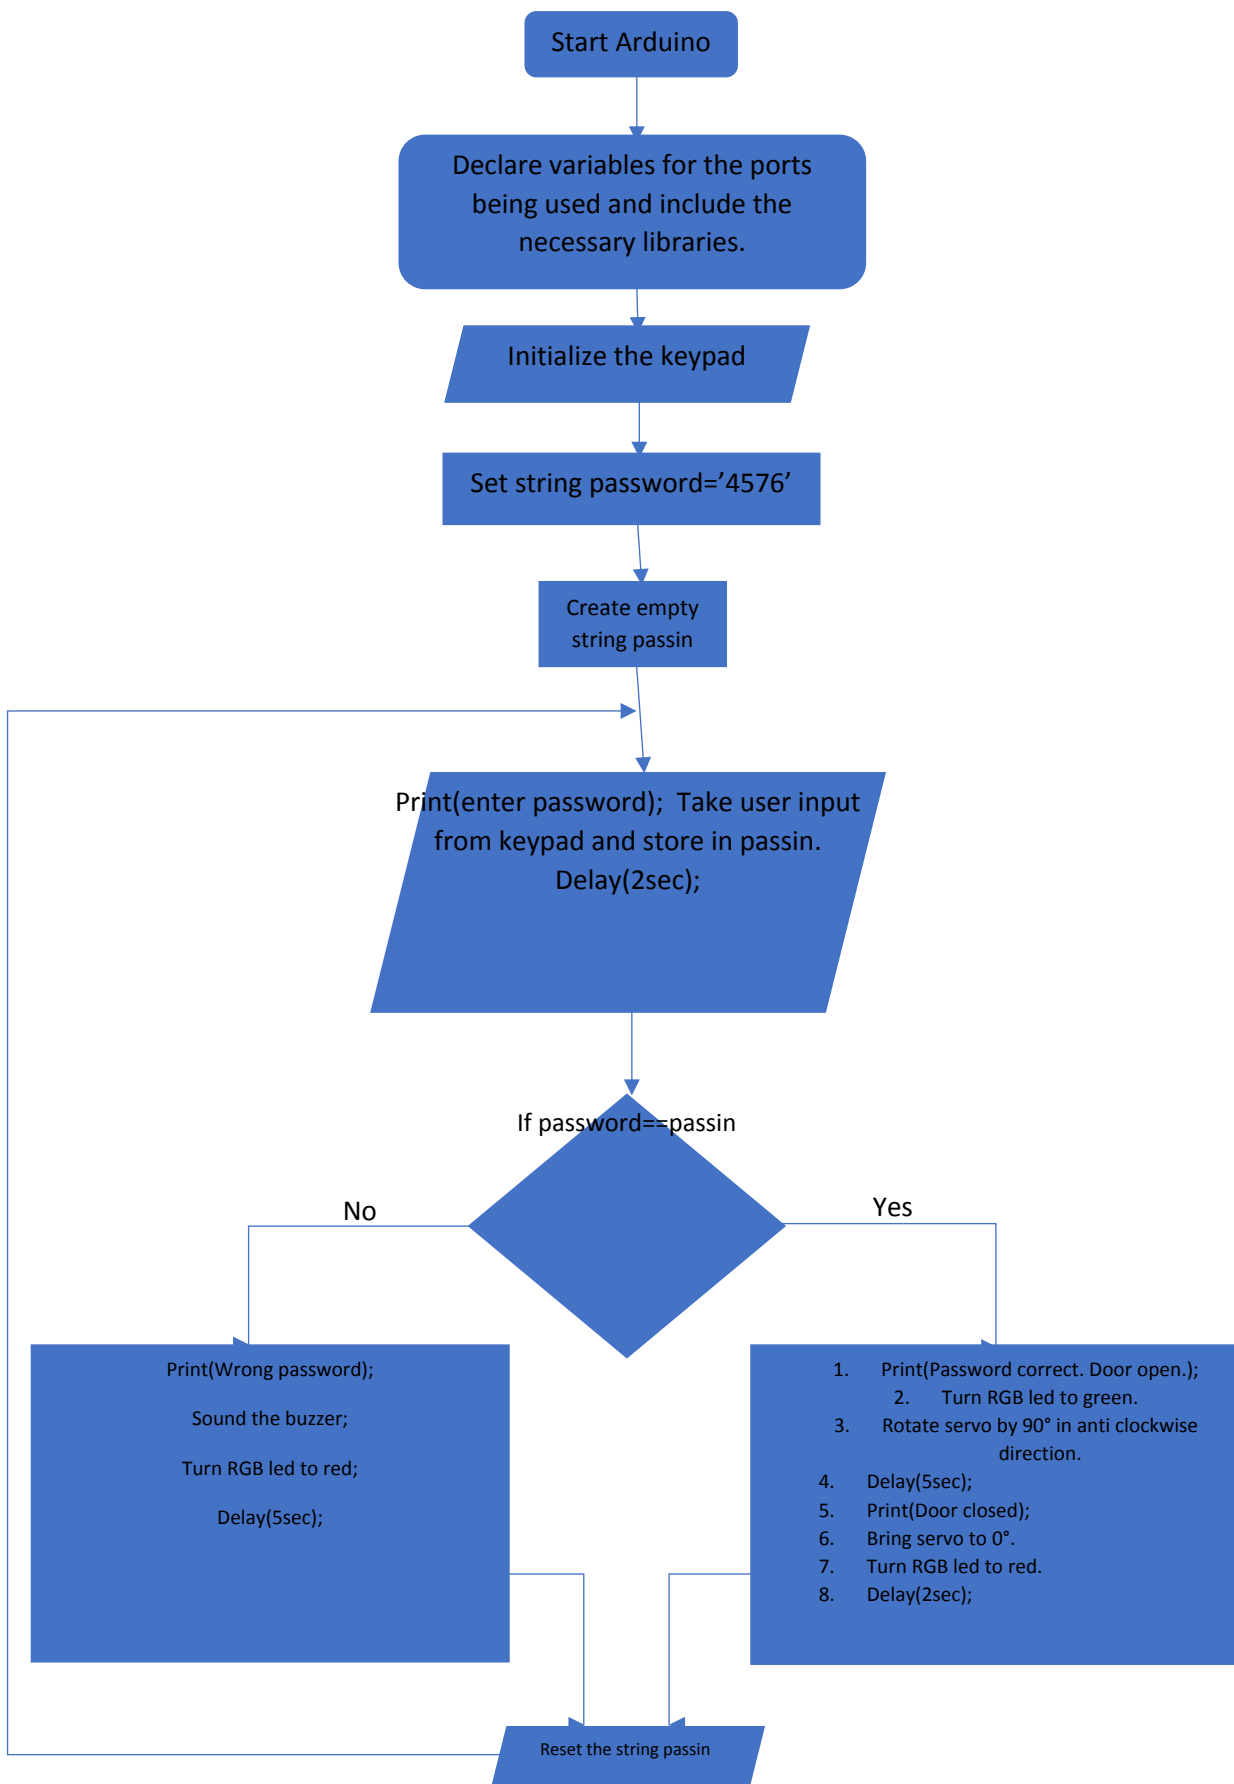 Start Arduino
Declare variables for the ports
being used and include the
necessary libraries.
Initialize the keypad
Set string password=’4576’
Create empty
string passin
Print(enter password);  Take user input
from keypad and store in passin.
Delay(2sec);
If password==passin
No
Yes
Print(Wrong password);
Sound the buzzer;
Turn RGB led to red;
Delay(5sec);
1. Print(Password correct. Door open.);
2. Turn RGB led to green.
3. Rotate servo by 90° in anti clockwise
direction.
4. Delay(5sec);
5. Print(Door closed);
6. Bring servo to 0°.
7. Turn RGB led to red.
8. Delay(2sec);
Reset the string passin